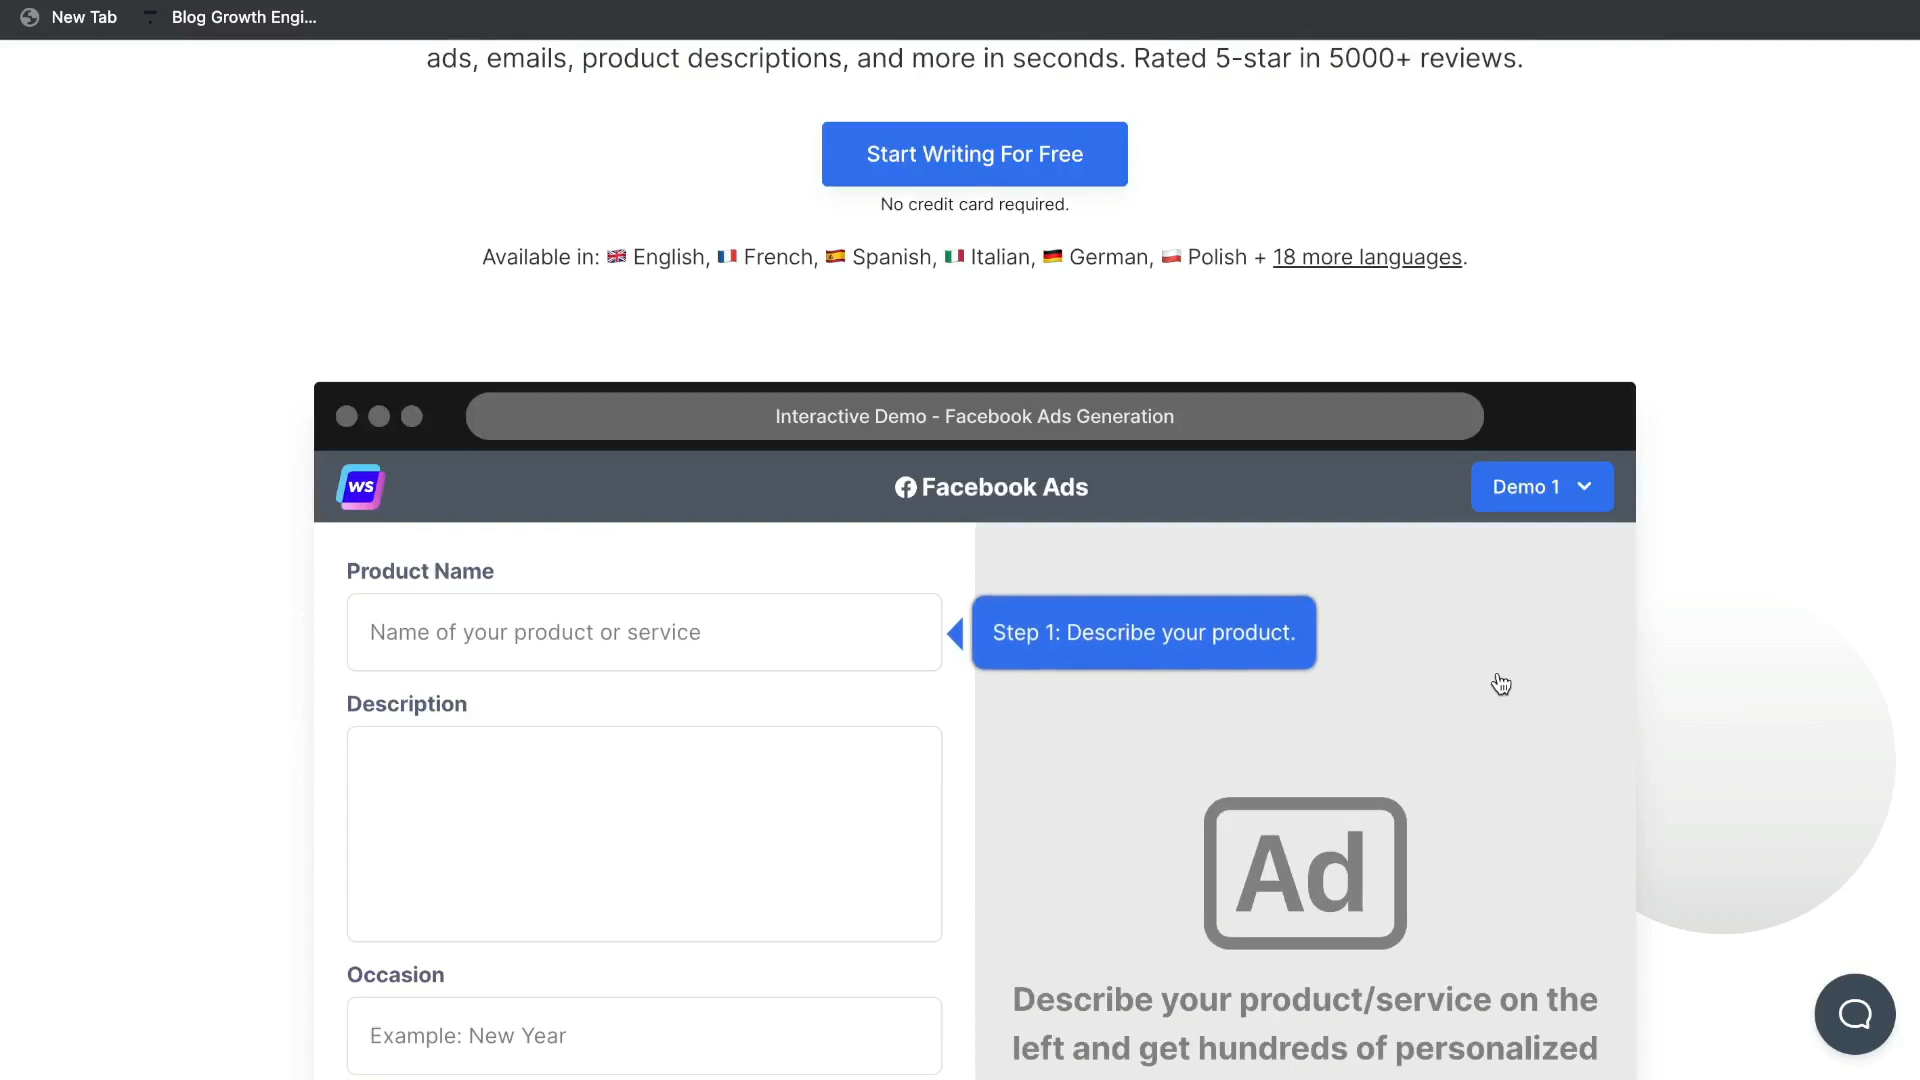 New Tab
Blog Growth Engi...
ads, emails, product descriptions, and more in seconds. Rated 5-star in 5000+ reviews.
Start Writing For Free
No credit card required.
Available in: English, French, Spanish, Italian, German, Polish + 18 more languages.
Interactive Demo - Facebook Ads Generation
WS
Facebook Ads
Demo 1
Product Name
Name of your product or service
Step 1: Describe your product.
Description
Ad
Occasion
Describe your product/service on the
left and get hundreds of personalized
Example: New Year